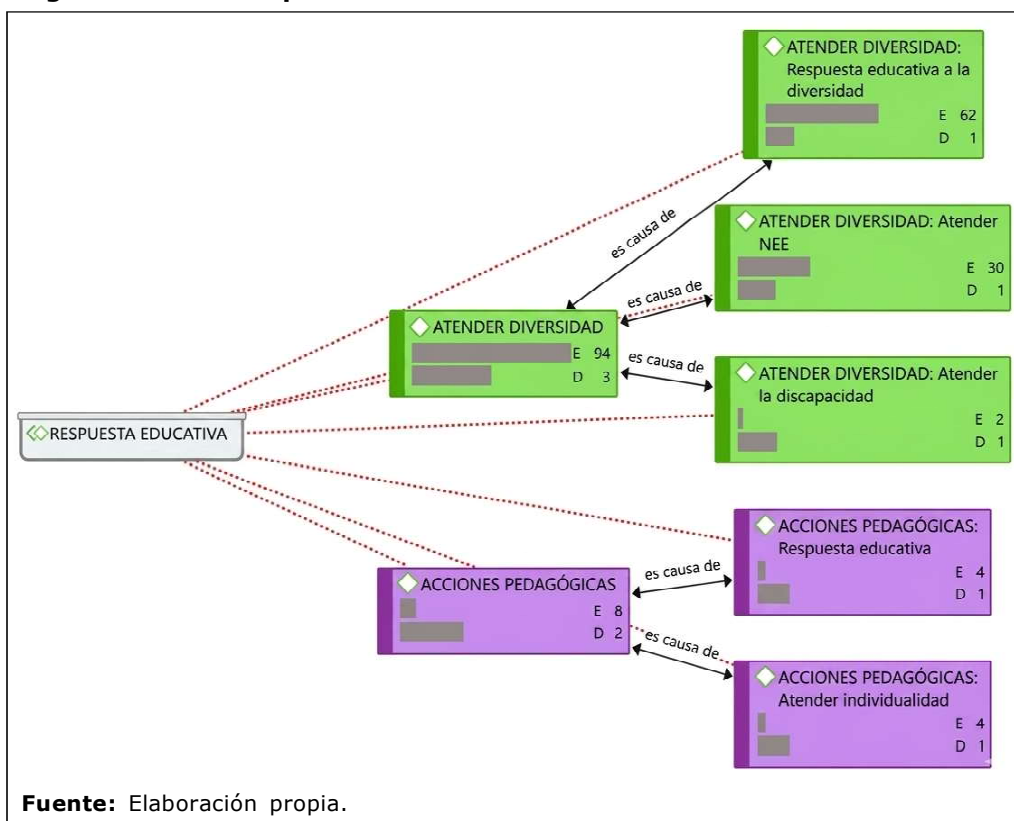 ATENDER DIVERSIDAD:
Respuesta educativa a la
diversidad
E 62
D 1
es causa de
ATENDER DIVERSIDAD: Atender
NEE
E 30
D 1
es causa de
ATENDER DIVERSIDAD
E 94
D 3
es causa de
ATENDER DIVERSIDAD: Atender
la discapacidad
E 2
D 1
RESPUESTA EDUCATIVA
ACCIONES PEDAGÓGICAS:
Respuesta educativa
E 4
D 1
es causa de
ACCIONES PEDAGÓGICAS
E 8
D 2
es causa de
ACCIONES PEDAGÓGICAS:
Atender individualidad
E 4
D 1
Fuente: Elaboración propia.